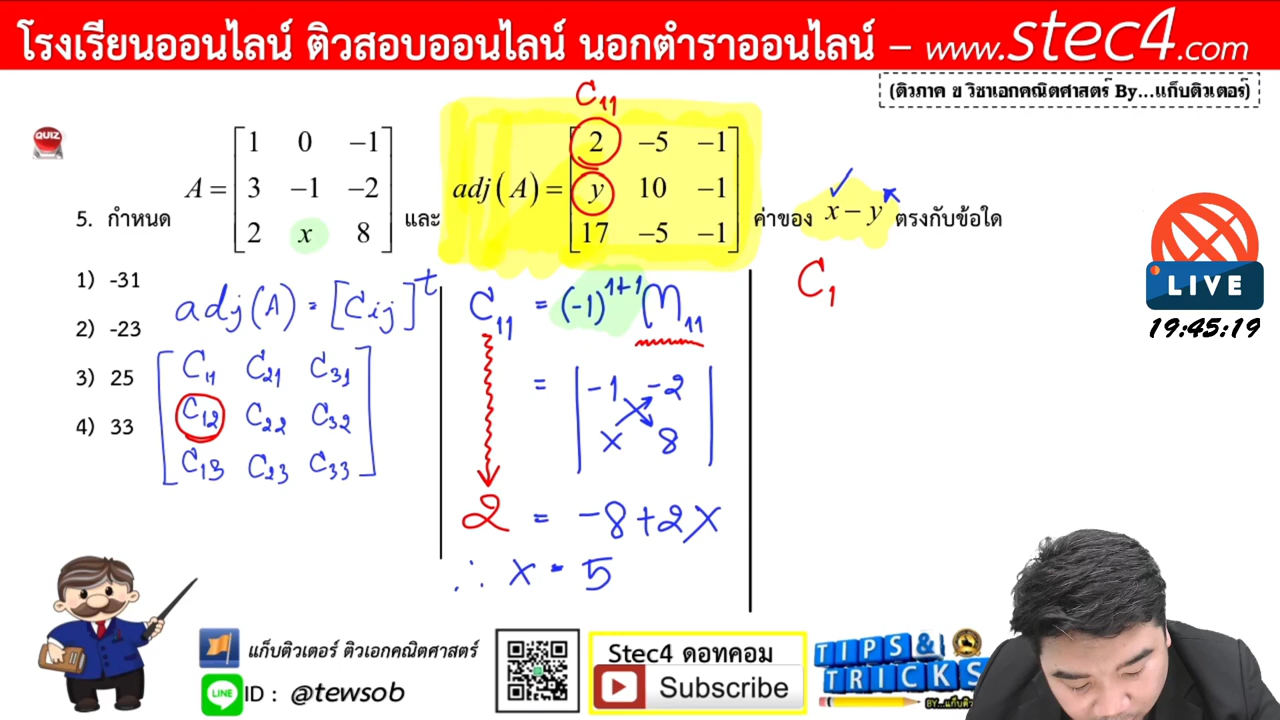 โรงเรียนออนไลน์ ติวสอบออนไลน์ นอกตำราออนไลน์ – www.stec4.com
(ติวภาค ข วิชาเอกคณิตศาสตร์ By...แก็บติวเตอร์)
QUIZ
C₁₁
5. กำหนด A = [1 0 −1; 3 −1 −2; 2 x 8] และ adj(A) = [2 −5 −1; y 10 −1; 17 −5 −1] ค่าของ x − y ตรงกับข้อใด
1) -31
2) -23
3) 25
4) 33
adj(A) = [Cij]ᵗ
[C₁₁ C₂₁ C₃₁
C₁₂ C₂₂ C₃₂
C₁₃ C₂₃ C₃₃]
C₁₁ = (-1)¹⁺¹ M₁₁
= | -1 -2
x 8 |
2 = -8+2x
∴ x = 5
C₁
LIVE
19:45:19
แก็บติวเตอร์ ติวเอกคณิตศาสตร์
LINE ID : @tewsob
Stec4 ดอทคอม
Subscribe
TIPS &
TRICKS